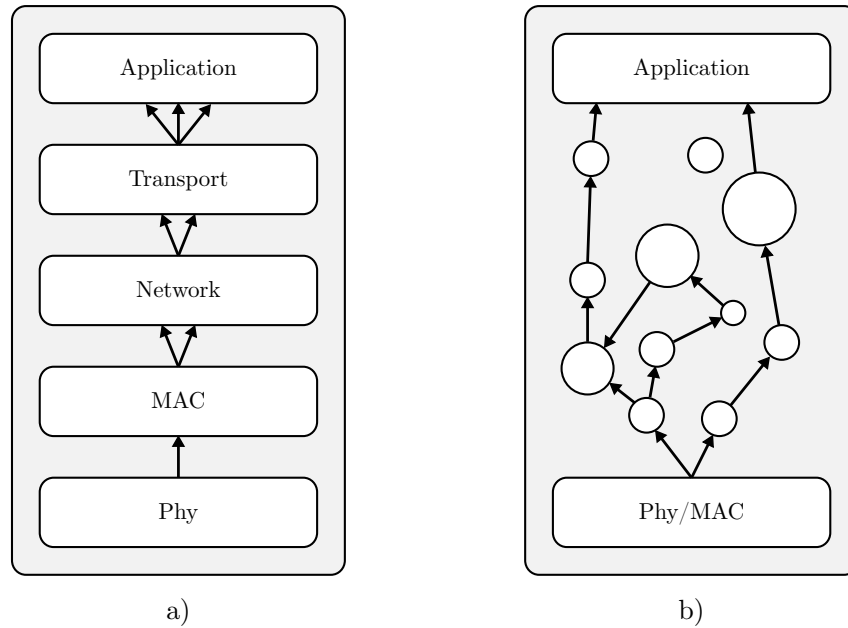 Application
Transport
Network
MAC
Phy
a)
Application
Phy/MAC
b)